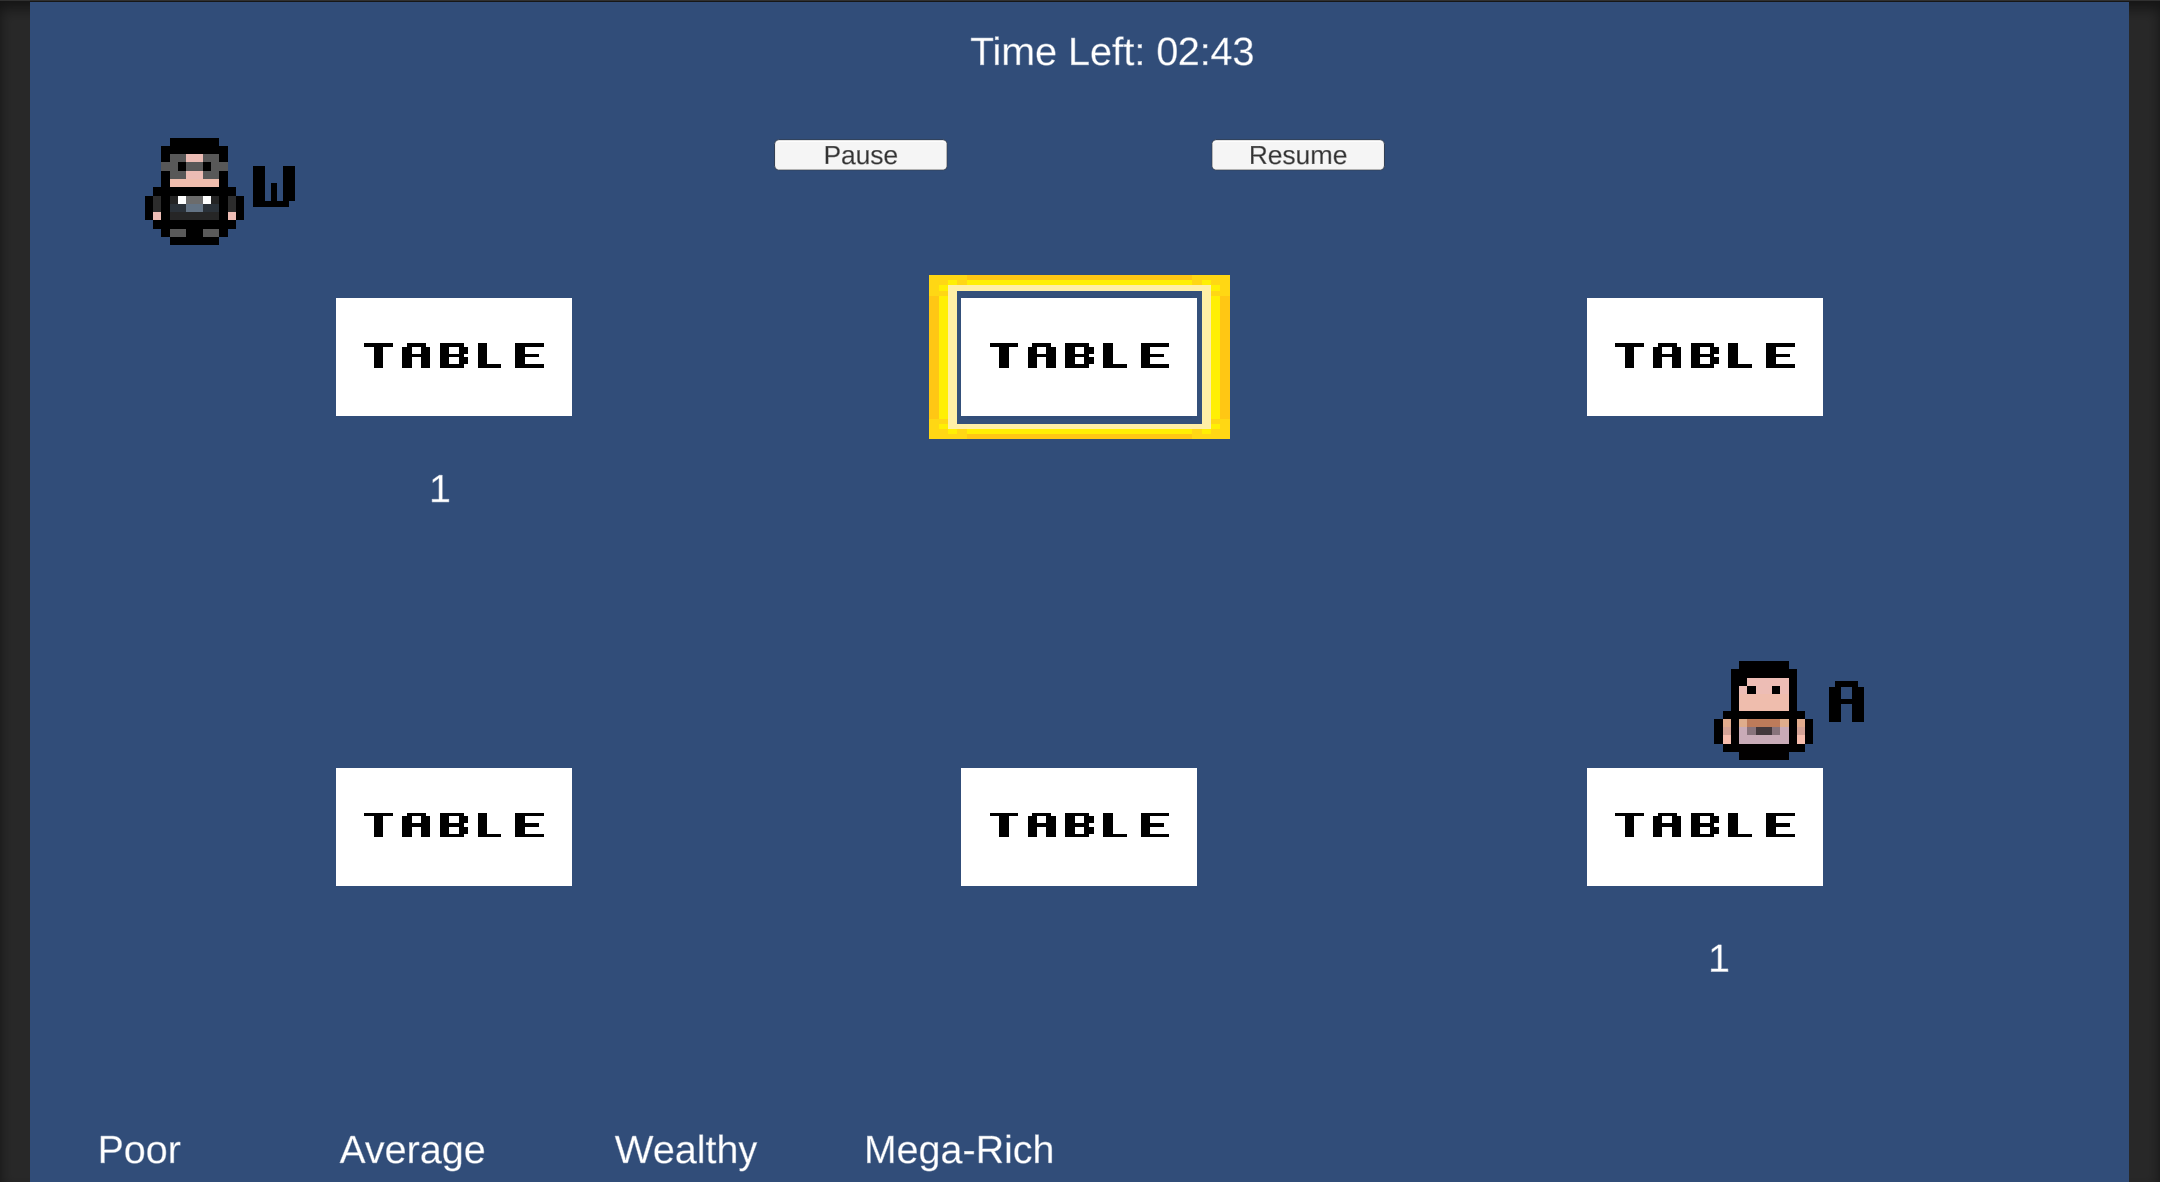 Time Left: 02:43
Pause Resume
W
TABLE TABLE TABLE
1
A
TABLE TABLE TABLE
1
Poor Average Wealthy Mega-Rich